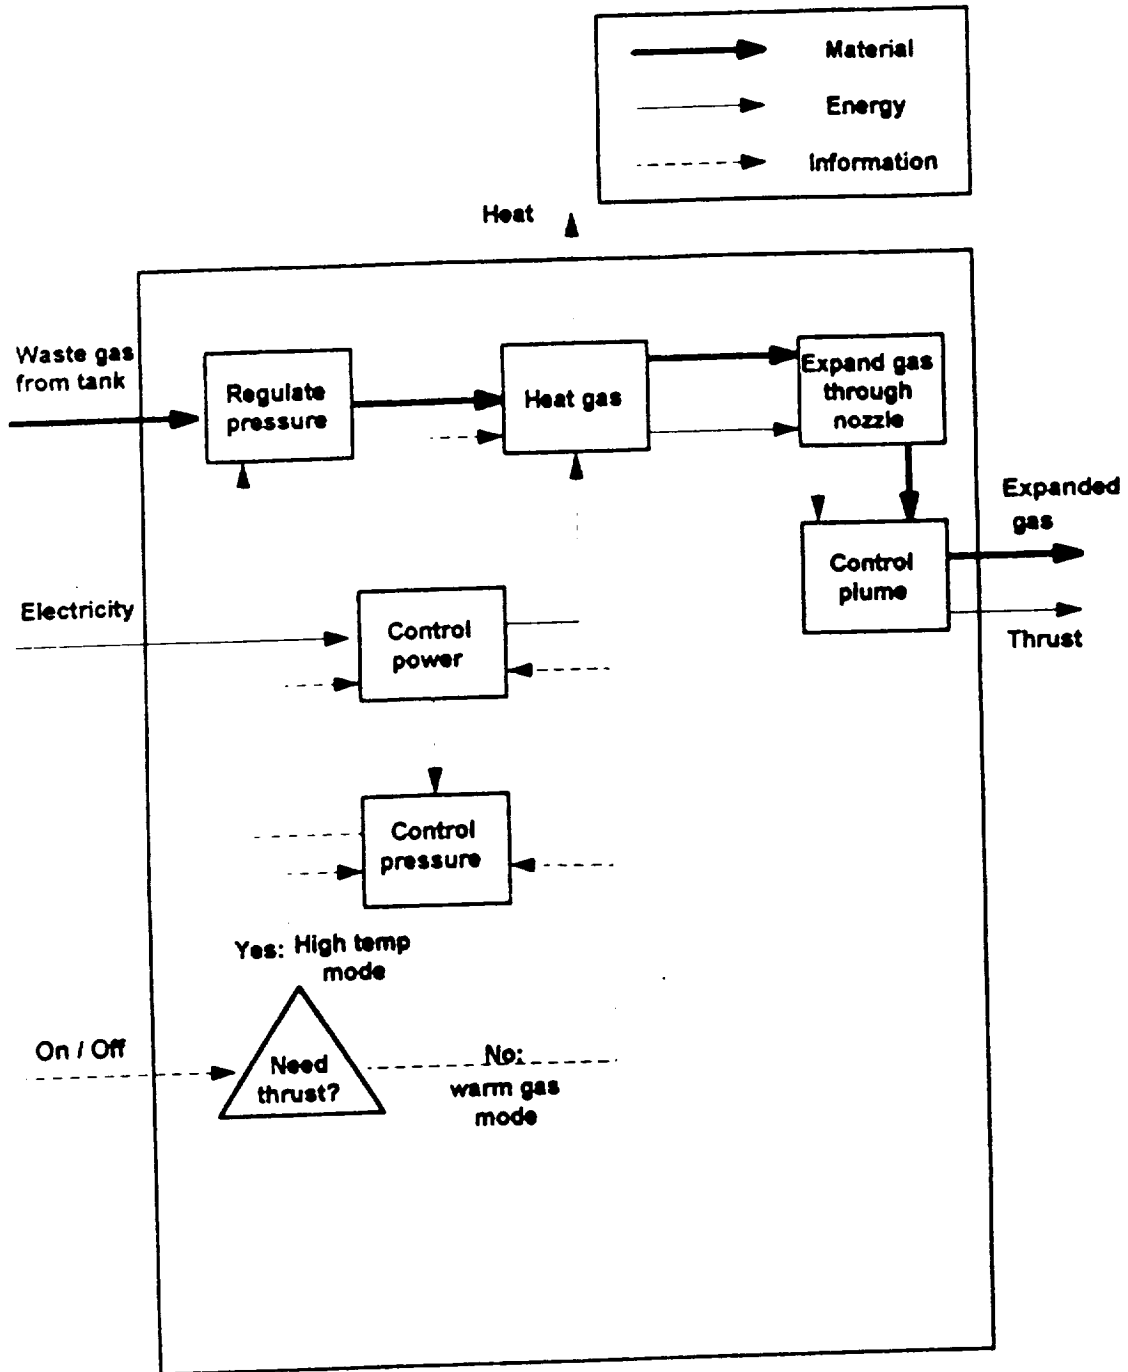 Material
Energy
Information
Heat
Waste gas
from tank
Regulate
pressure
Heat gas
Expand gas
through
nozzle
Expanded
gas
Control
plume
Thrust
Electricity
Control
power
Control
pressure
Yes: High temp
mode
On / Off
Need
thrust?
No:
warm gas
mode